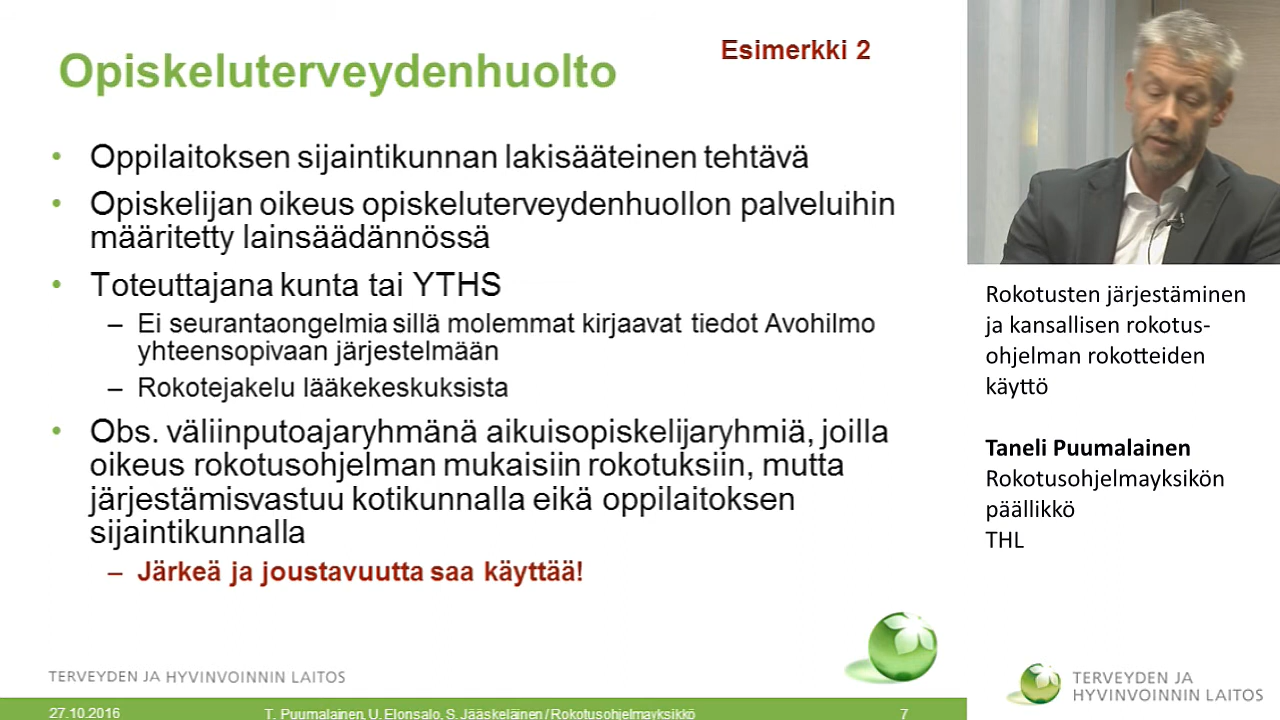 Opiskeluterveydenhuolto
Esimerkki 2
• Oppilaitoksen sijaintikunnan lakisääteinen tehtävä
• Opiskelijan oikeus opiskeluterveydenhuollon palveluihin
määritetty lainsäädännössä
• Toteuttajana kunta tai YTHS
– Ei seurantaongelmia sillä molemmat kirjaavat tiedot Avohilmo
yhteensopivaan järjestelmään
– Rokotejakelu lääkekeskuksista
• Obs. väliinputoajaryhmänä aikuisopiskelijaryhmiä, joilla
oikeus rokotusohjelman mukaisiin rokotuksiin, mutta
järjestämisvastuu kotikunnalla eikä oppilaitoksen
sijaintikunnalla
– Järkeä ja joustavuutta saa käyttää!
TERVEYDEN JA HYVINVOINNIN LAITOS
27.10.2016
T. Puumalainen, U. Elonsalo, S. Jääskeläinen / Rokotusohjelmayksikkö
7
Rokotusten järjestäminen
ja kansallisen rokotus-
ohjelman rokotteiden
käyttö
Taneli Puumalainen
Rokotusohjelmayksikön
päällikkö
THL
TERVEYDEN JA
HYVINVOINNIN LAITOS